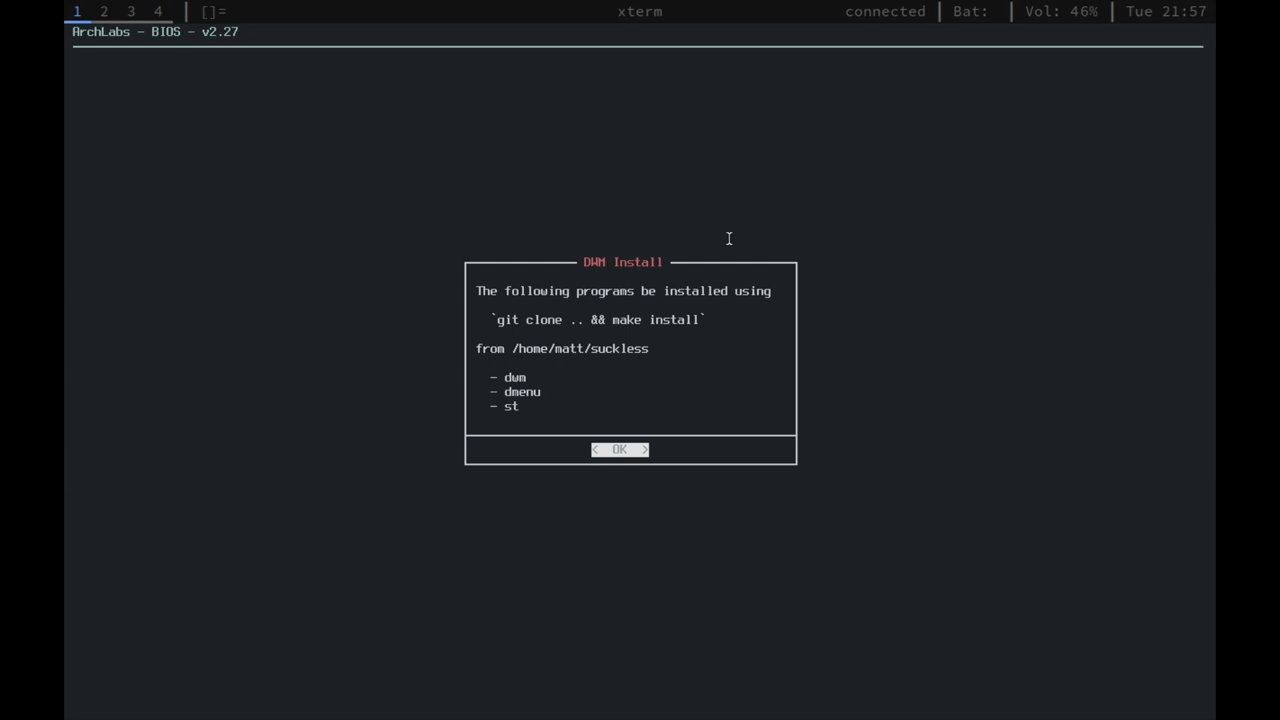 1 2 3 4 | []= xterm connected | Bat: | Vol: 46% | Tue 21:57
ArchLabs - BIOS - v2.27
DWM Install
The following programs be installed using
`git clone .. && make install`
from /home/matt/suckless
- dwm
- dmenu
- st
< OK >